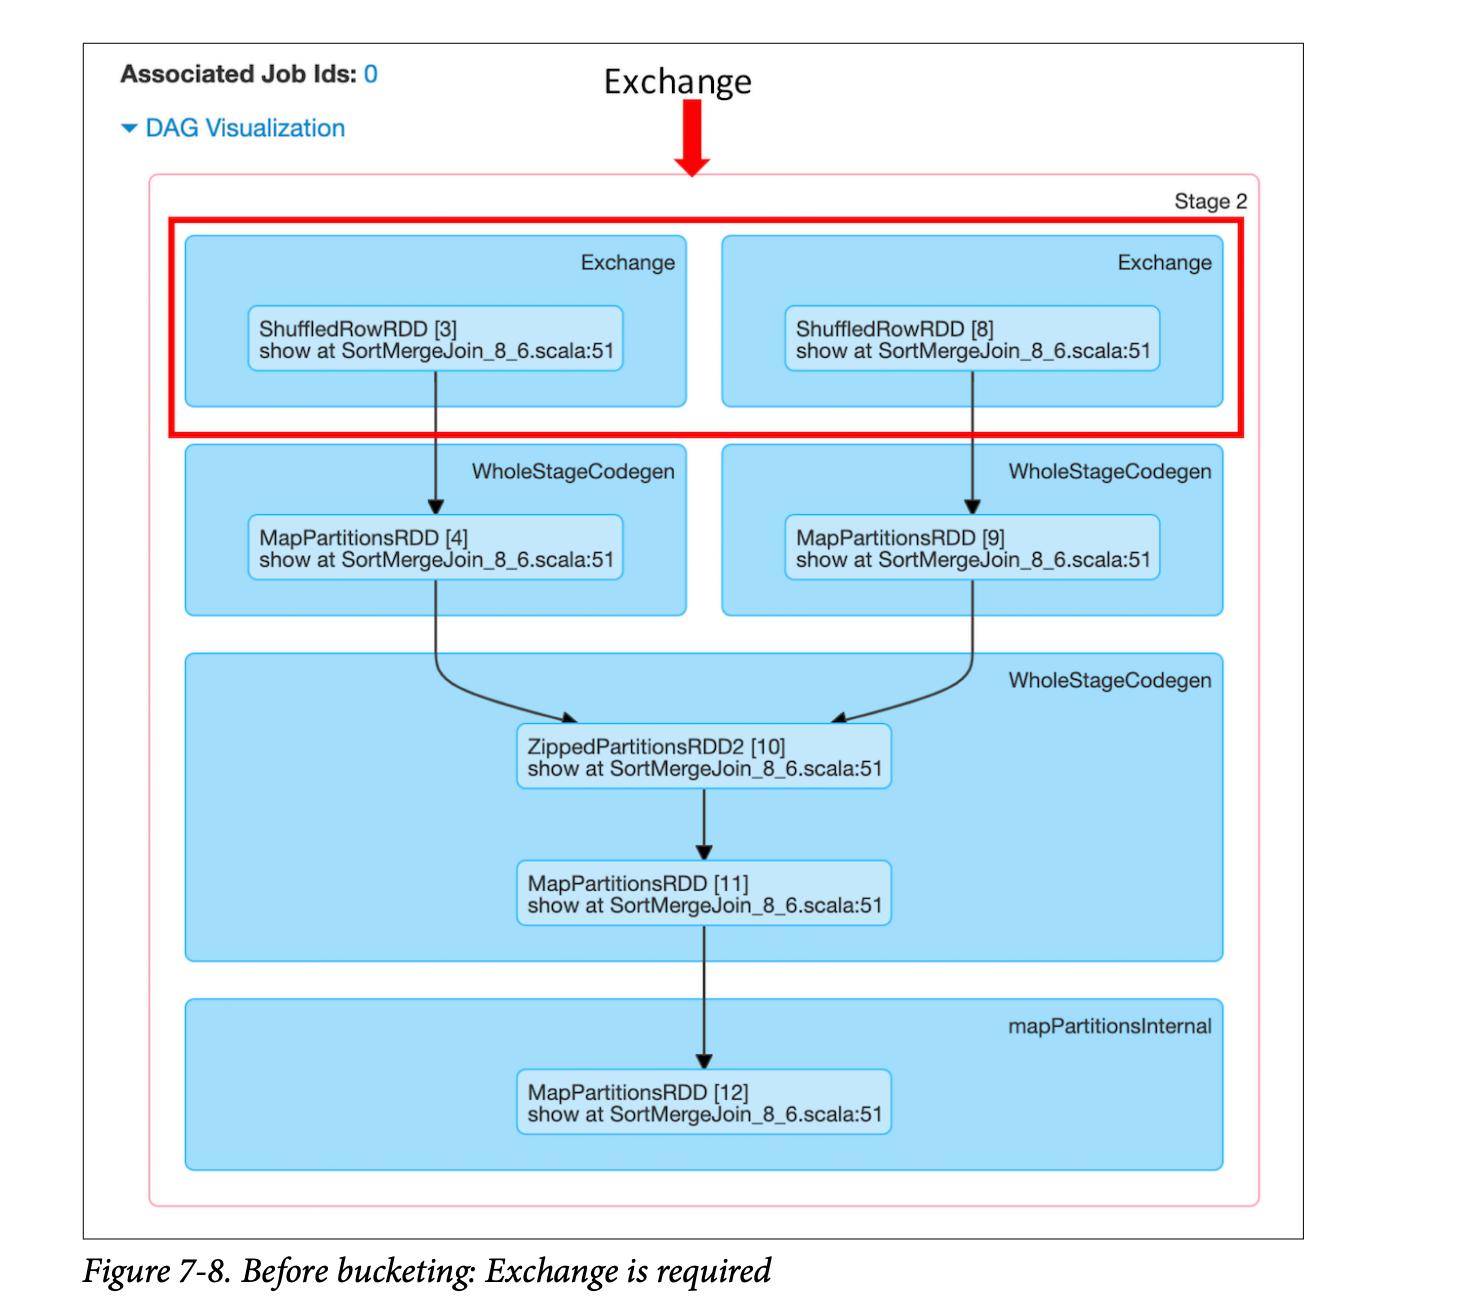 Associated Job Ids: 0
Exchange
DAG Visualization
Stage 2
Exchange
ShuffledRowRDD [3]
show at SortMergeJoin_8_6.scala:51
Exchange
ShuffledRowRDD [8]
show at SortMergeJoin_8_6.scala:51
WholeStageCodegen
MapPartitionsRDD [4]
show at SortMergeJoin_8_6.scala:51
WholeStageCodegen
MapPartitionsRDD [9]
show at SortMergeJoin_8_6.scala:51
WholeStageCodegen
ZippedPartitionsRDD2 [10]
show at SortMergeJoin_8_6.scala:51
MapPartitionsRDD [11]
show at SortMergeJoin_8_6.scala:51
mapPartitionsInternal
MapPartitionsRDD [12]
show at SortMergeJoin_8_6.scala:51
Figure 7-8. Before bucketing: Exchange is required